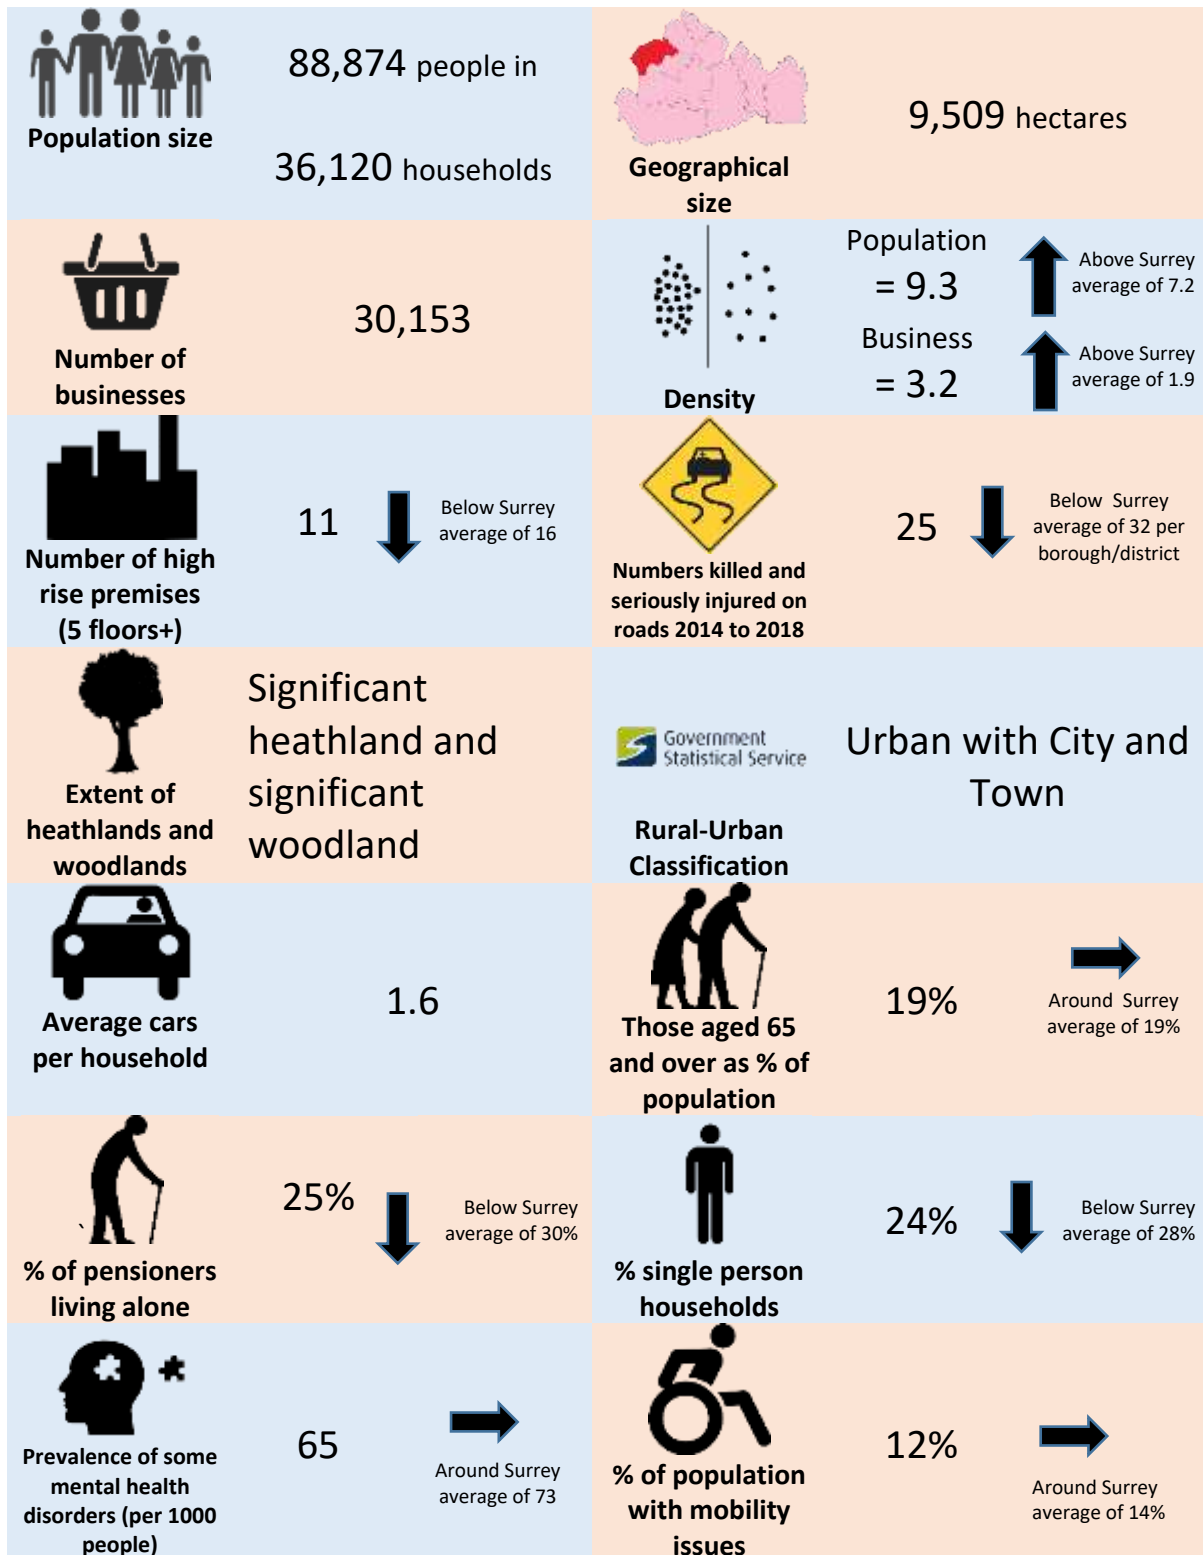 88,874 people in
36,120 households
Population size
9,509 hectares
Geographical
size
30,153
Number of
businesses
Population
= 9.3
Above Surrey
average of 7.2
Business
= 3.2
Above Surrey
average of 1.9
Density
11
Below Surrey
average of 16
Number of high
rise premises
(5 floors+)
25
Below Surrey
average of 32 per
borough/district
Numbers killed and
seriously injured on
roads 2014 to 2018
Significant
heathland and
significant
woodland
Extent of
heathlands and
woodlands
Government
Statistical Service
Urban with City and
Town
Rural-Urban
Classification
1.6
Average cars
per household
19%
Around Surrey
average of 19%
Those aged 65
and over as % of
population
25%
Below Surrey
average of 30%
`
% of pensioners
living alone
24%
Below Surrey
average of 28%
% single person
households
65
Around Surrey
average of 73
Prevalence of some
mental health
disorders (per 1000
people)
12%
Around Surrey
average of 14%
% of population
with mobility
issues